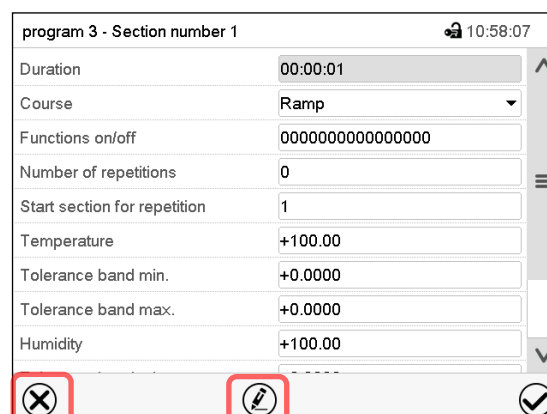 program 3 - Section number 1 10:58:07
Duration 00:00:01
Course Ramp
Functions on/off 0000000000000000
Number of repetitions 0
Start section for repetition 1
Temperature +100.00
Tolerance band min. +0.0000
Tolerance band max. +0.0000
Humidity +100.00